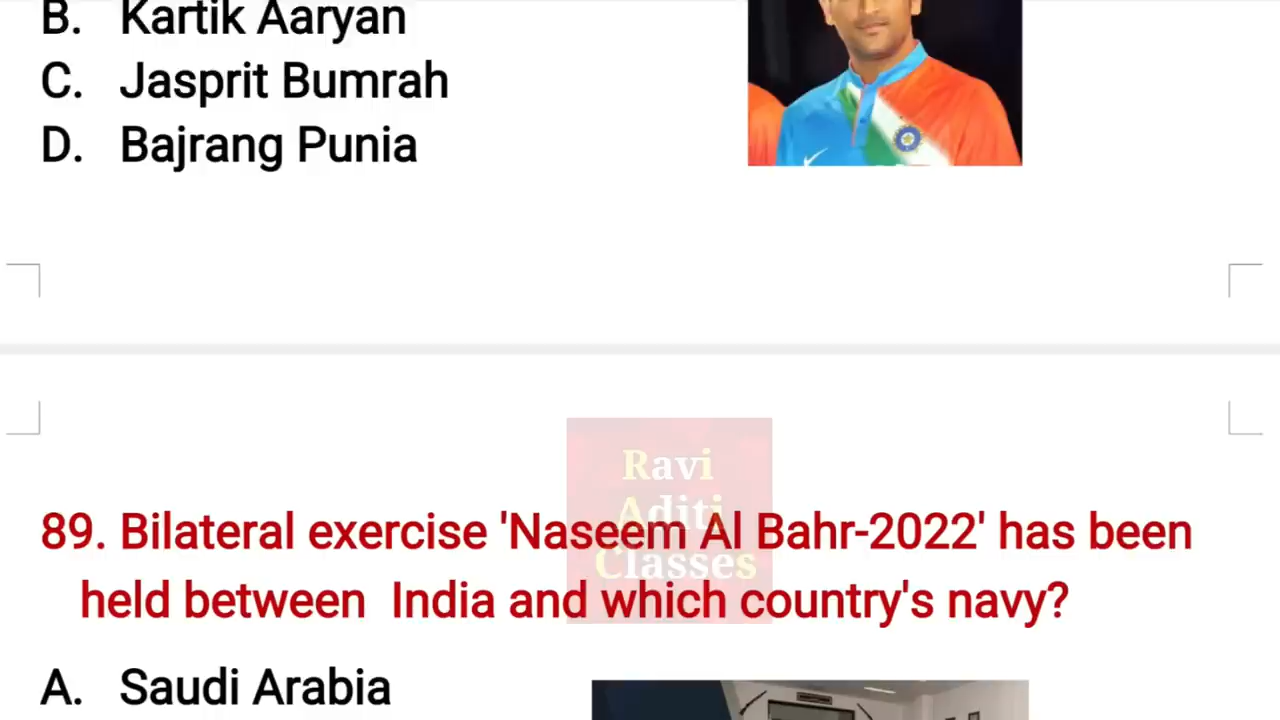 B. Kartik Aaryan
C. Jasprit Bumrah
D. Bajrang Punia
Ravi
Aditi
Classes
89. Bilateral exercise 'Naseem Al Bahr-2022' has been
held between India and which country's navy?
A. Saudi Arabia